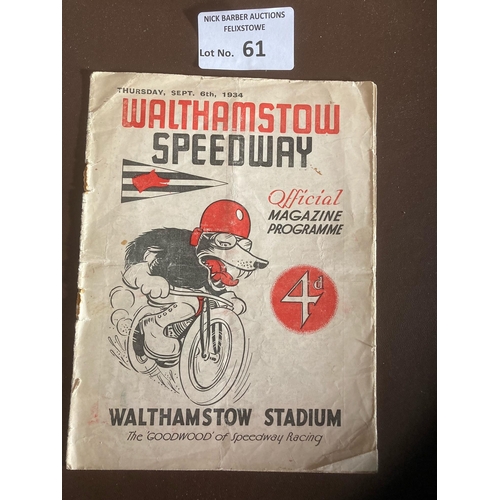 NICK BARBER AUCTIONS
FELIXSTOWE
Lot No. 61
THURSDAY, SEPT. 6th, 1934
WALTHAMSTOW
SPEEDWAY
Official
MAGAZINE
PROGRAMME
4d
WALTHAMSTOW STADIUM
The 'GOODWOOD' of Speedway Racing